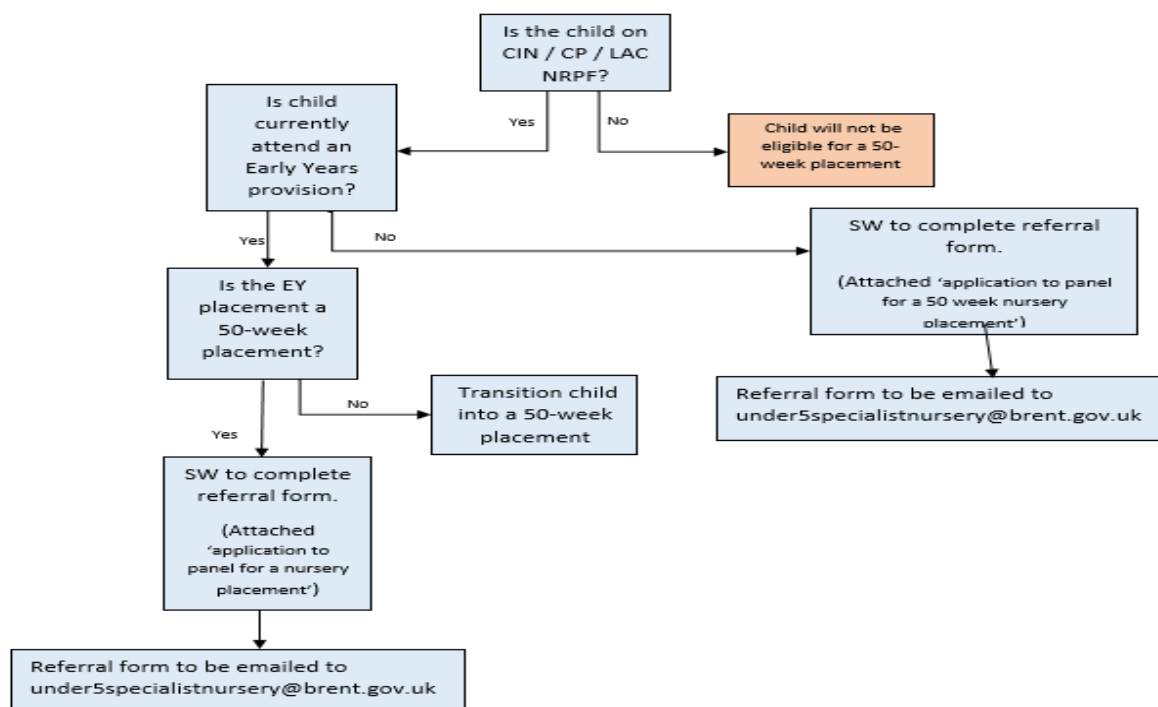 Is the child on
CIN / CP / LAC
NRPF?
Yes
No
Is child
currently
attend an
Early Years
provision?
Child will not be
eligible for a 50-
week placement
Yes
No
SW to complete referral
form.
(Attached ‘application to panel
for a 50 week nursery
placement’)
Is the EY
placement a
50-week
placement?
Referral form to be emailed to
under5specialistnursery@brent.gov.uk
Yes
No
Transition child
into a 50-week
placement
SW to complete
referral form.
(Attached
‘application to
panel for a nursery
placement’)
Referral form to be emailed to
under5specialistnursery@brent.gov.uk